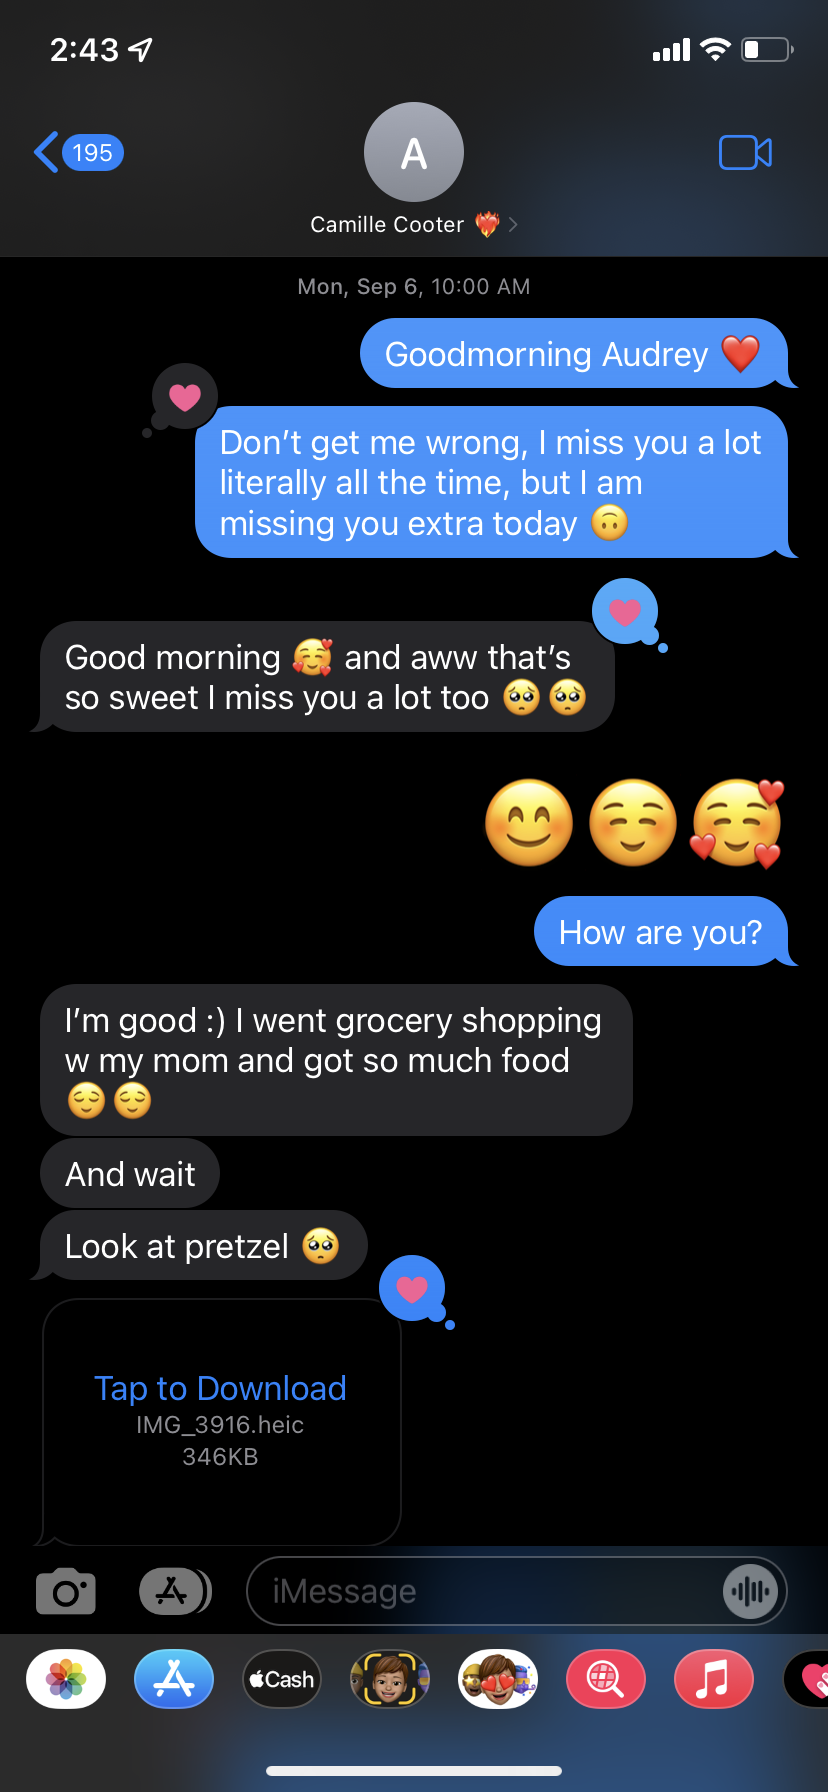 2:43
195
A
Camille Cooter ❤️‍🔥
Mon, Sep 6, 10:00 AM
Goodmorning Audrey ❤️
Don’t get me wrong, I miss you a lot
literally all the time, but I am
missing you extra today 🙃
Good morning 🥰 and aww that’s
so sweet I miss you a lot too 🥺🥺
😊☺️🥰
How are you?
I’m good :) I went grocery shopping
w my mom and got so much food
😌😌
And wait
Look at pretzel 🥺
Tap to Download
IMG_3916.heic
346KB
iMessage
Cash